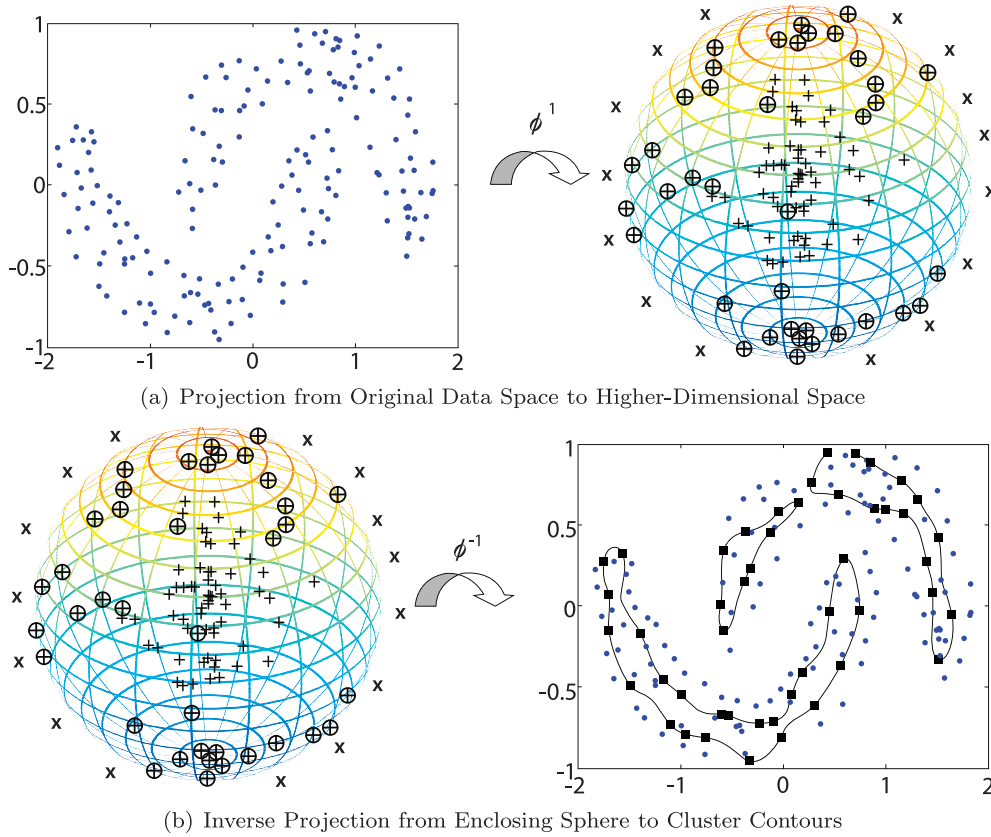 1
0.5
0
-0.5
-1
-2 -1 0 1 2
ϕ 1
x x x x x x x x x x x x x x
(a) Projection from Original Data Space to Higher-Dimensional Space
x x x x x x x x x x x x x x
ϕ -1
1
0.5
0
-0.5
-1
-2 -1 0 1 2
(b) Inverse Projection from Enclosing Sphere to Cluster Contours